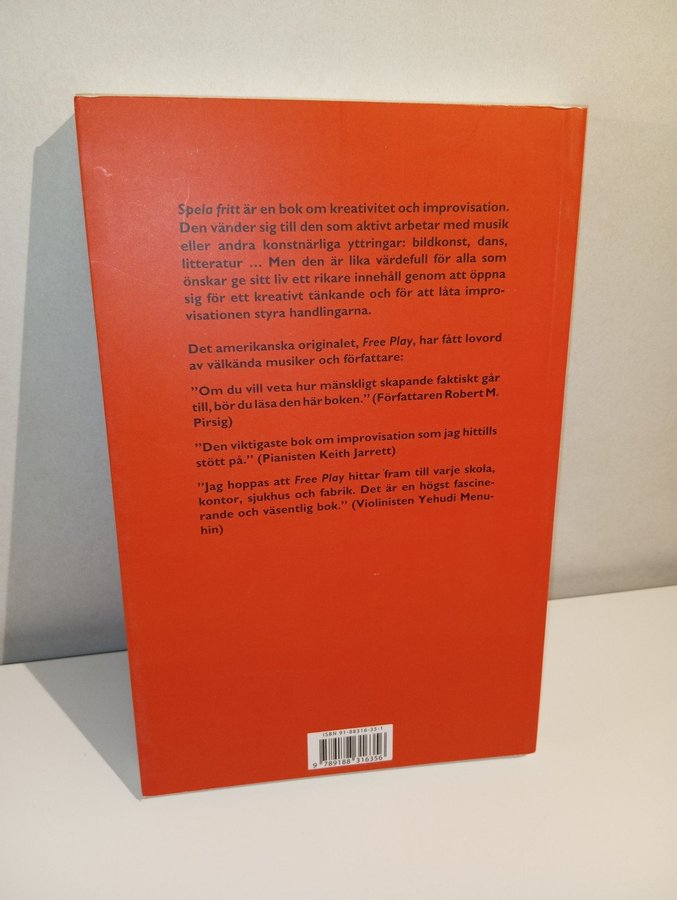 Spela fritt är en bok om kreativitet och improvisation.
Den vänder sig till den som aktivt arbetar med musik
eller andra konstnärliga yttringar: bildkonst, dans,
litteratur ... Men den är lika värdefull för alla som
önskar ge sitt liv ett rikare innehåll genom att öppna
sig för ett kreativt tänkande och för att låta impro-
visationen styra handlingarna.
Det amerikanska originalet, Free Play, har fått lovord
av välkända musiker och författare:
”Om du vill veta hur mänskligt skapande faktiskt går
till, bör du läsa den här boken.” (Författaren Robert M.
Pirsig)
”Den viktigaste bok om improvisation som jag hittills
stött på.” (Pianisten Keith Jarrett)
”Jag hoppas att Free Play hittar fram till varje skola,
kontor, sjukhus och fabrik. Det är en högst fascine-
rande och väsentlig bok.” (Violinisten Yehudi Menu-
hin)
ISBN 91-88316-35-1
9 789188 316356